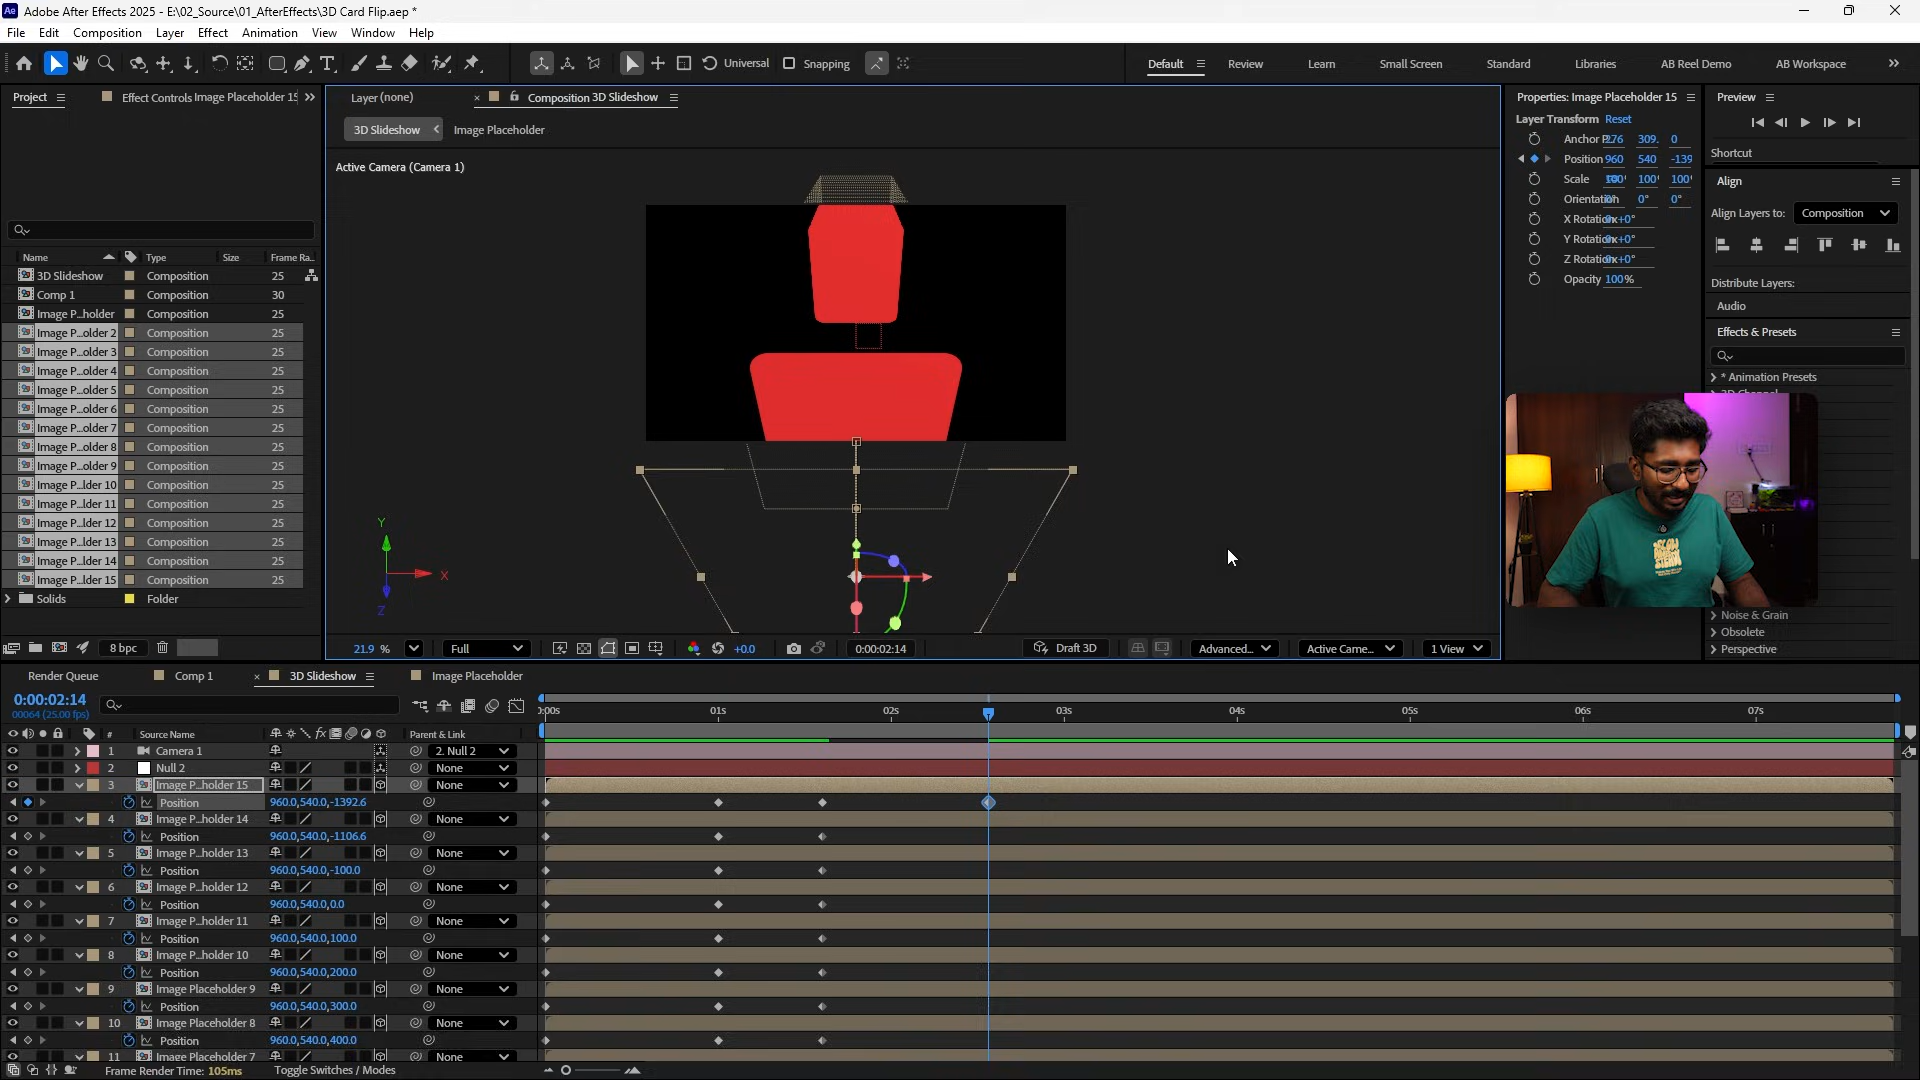 Adobe After Effects 2025 - E:\02_Source\01_AfterEffects\3D Card Flip.aep *
File Edit Composition Layer Effect Animation View Window Help
Universal Snapping
Default Review Learn Small Screen Standard Libraries AB Reel Demo AB Workspace
Project Effect Controls Image Placeholder 15
Layer (none) Composition 3D Slideshow
3D Slideshow Image Placeholder
Active Camera (Camera 1)
Y
X
Z
Name Type Size Frame Ra..
3D Slideshow Composition 25
Comp 1 Composition 30
Image P...holder Composition 25
Image P...older 2 Composition 25
Image P...older 3 Composition 25
Image P...older 4 Composition 25
Image P...older 5 Composition 25
Image P...older 6 Composition 25
Image P...older 7 Composition 25
Image P...older 8 Composition 25
Image P...older 9 Composition 25
Image P...lder 10 Composition 25
Image P...lder 11 Composition 25
Image P...lder 12 Composition 25
Image P...lder 13 Composition 25
Image P...lder 14 Composition 25
Image P...lder 15 Composition 25
Solids Folder
8 bpc
21.9 % Full +0.0 0:00:02:14 Draft 3D Advanced... Active Came... 1 View
Properties: Image Placeholder 15
Layer Transform Reset
Anchor P 309. 0
Position 960 540 -139
Scale 100 100 100
Orientation 0° 0°
X Rotation 0x+0°
Y Rotation 0x+0°
Z Rotation 0x+0°
Opacity 100%
Preview
Shortcut
Align
Align Layers to: Composition
Distribute Layers:
Audio
Effects & Presets
* Animation Presets
3D Channel
Noise & Grain
Obsolete
Perspective
Render Queue Comp 1 3D Slideshow Image Placeholder
0:00:02:14
00064 (25.00 fps)
0:00s 01s 02s 03s 04s 05s 06s 07s
# Source Name Parent & Link
1 Camera 1 2. Null 2
2 Null 2 None
3 Image P...holder 15 None
Position 960.0,540.0,-1392.6
4 Image P...holder 14 None
Position 960.0,540.0,-1106.6
5 Image P...holder 13 None
Position 960.0,540.0,-100.0
6 Image P...holder 12 None
Position 960.0,540.0,0.0
7 Image P...holder 11 None
Position 960.0,540.0,100.0
8 Image P...holder 10 None
Position 960.0,540.0,200.0
9 Image Placeholder 9 None
Position 960.0,540.0,300.0
10 Image Placeholder 8 None
Position 960.0,540.0,400.0
11 Image Placeholder 7 None
Frame Render Time: 105ms Toggle Switches / Modes